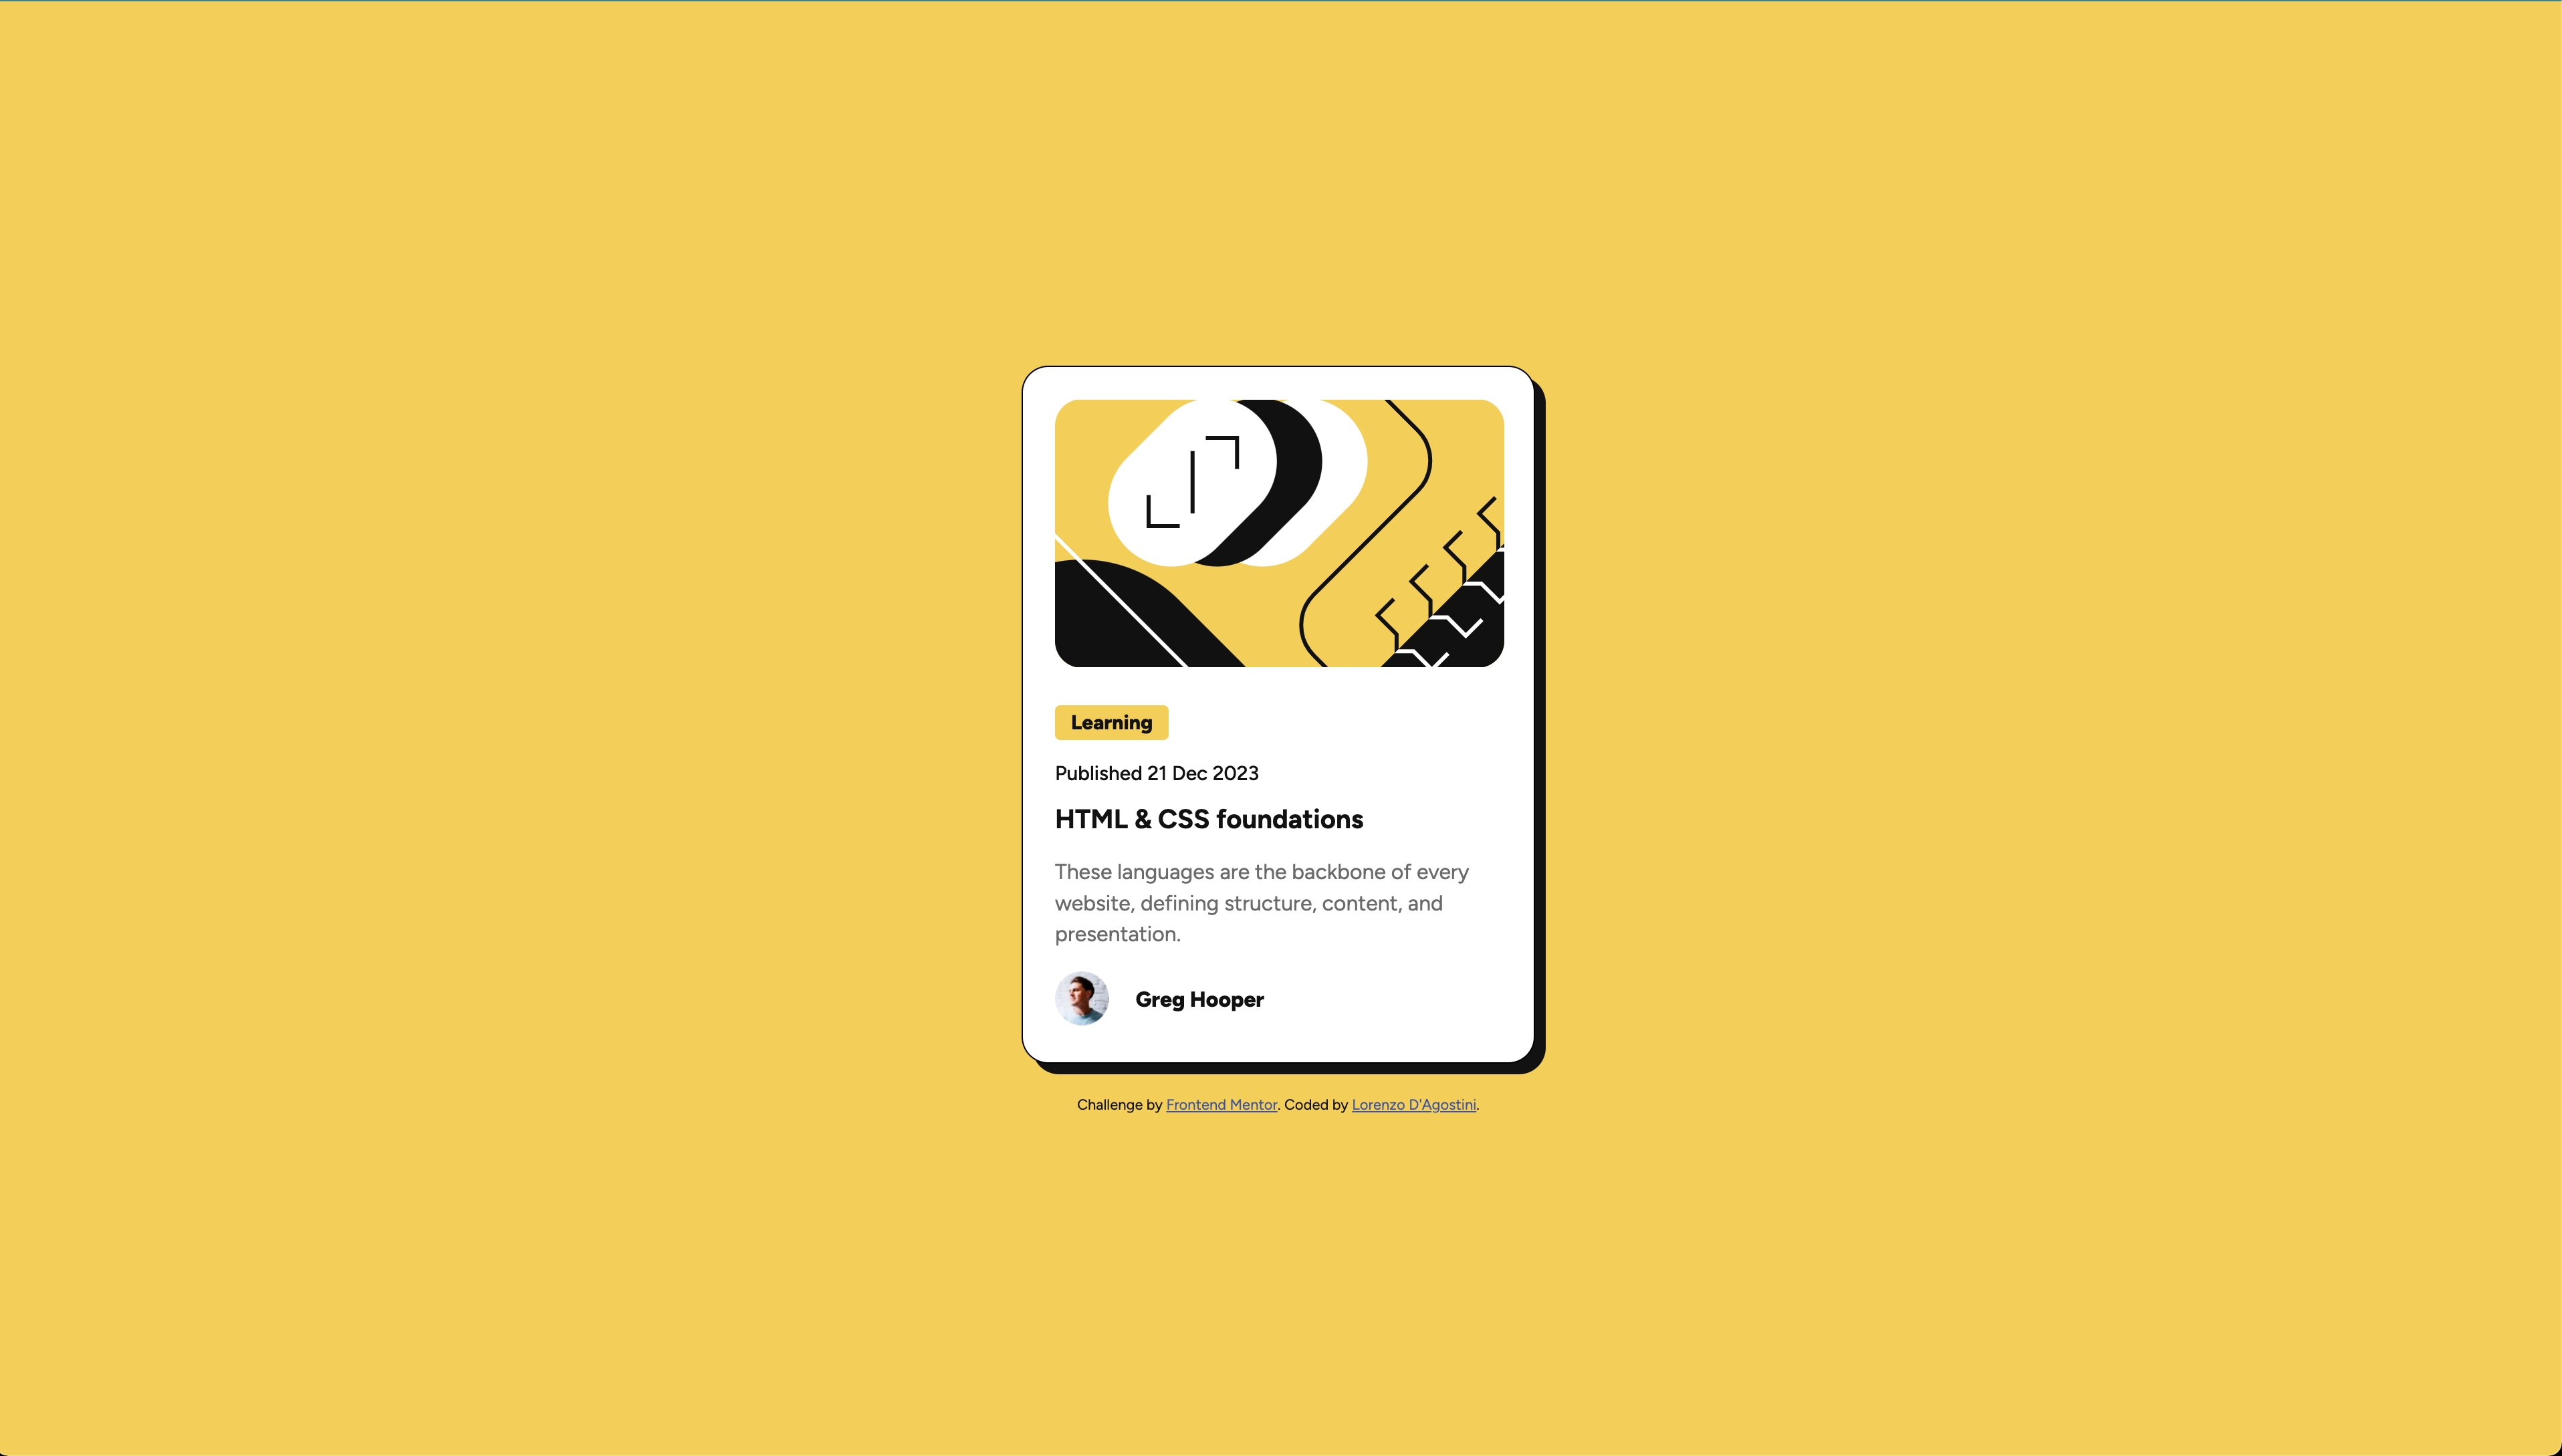 Learning
Published 21 Dec 2023
HTML & CSS foundations
These languages are the backbone of every
website, defining structure, content, and
presentation.
Greg Hooper
Challenge by Frontend Mentor. Coded by Lorenzo D'Agostini.